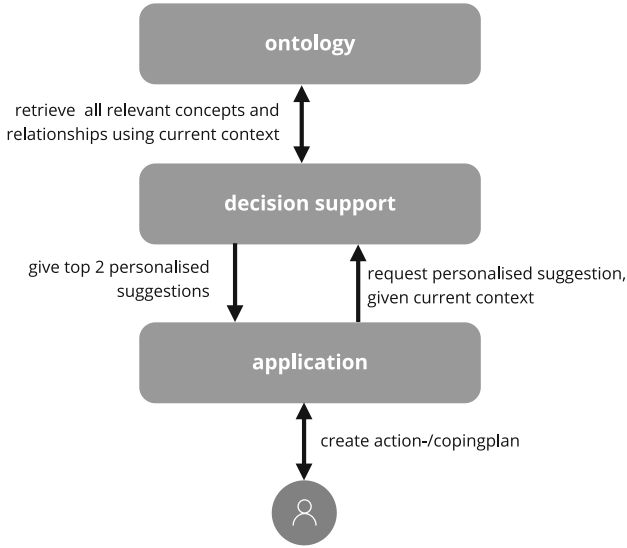 ontology
retrieve all relevant concepts and
relationships using current context
decision support
give top 2 personalised
suggestions
request personalised suggestion,
given current context
application
create action-/copingplan